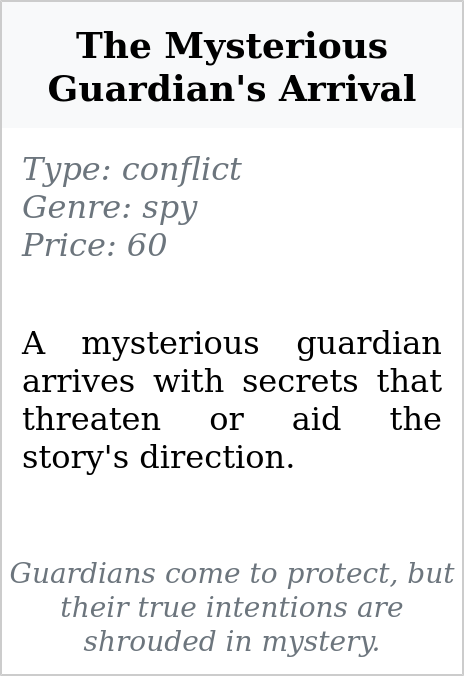 The Mysterious
Guardian's Arrival
Type: conflict
Genre: spy
Price: 60
A mysterious guardian
arrives with secrets that
threaten or aid the
story's direction.
Guardians come to protect, but
their true intentions are
shrouded in mystery.